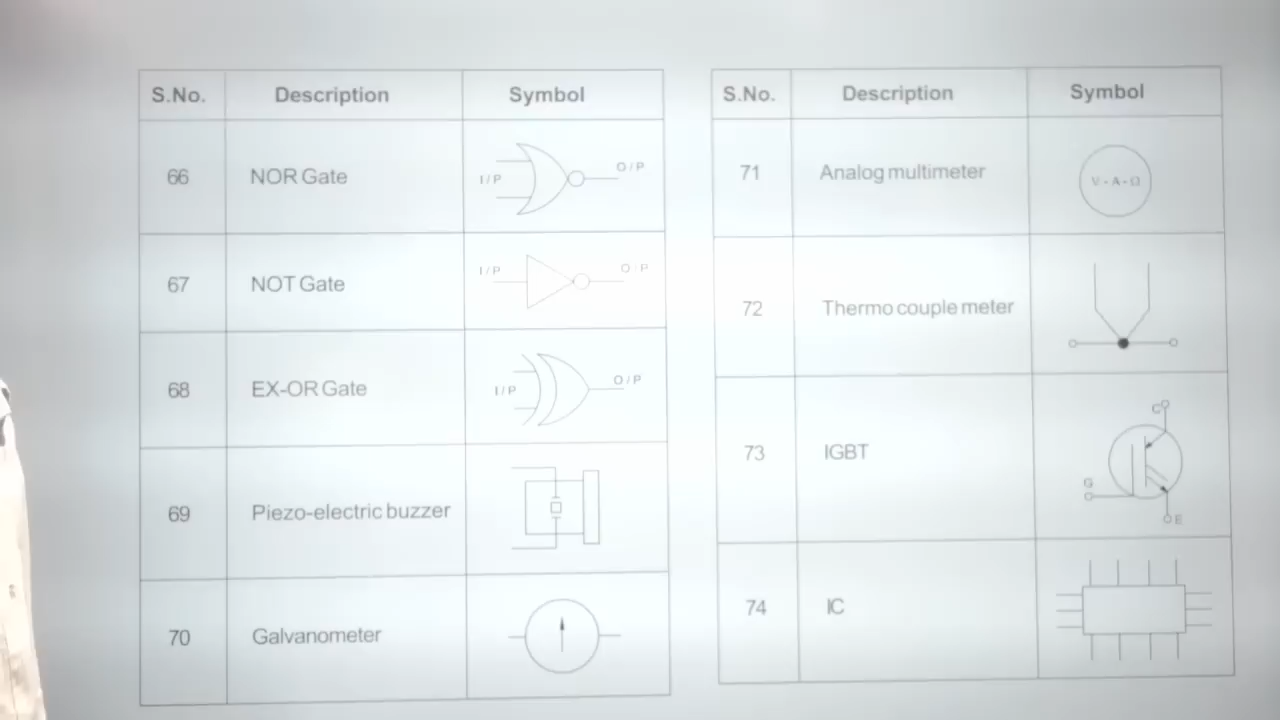 S.No. Description Symbol
66 NOR Gate I/P O/P
67 NOT Gate I/P O/P
68 EX-OR Gate I/P O/P
69 Piezo-electric buzzer
70 Galvanometer
S.No. Description Symbol
71 Analog multimeter V-A-Ω
72 Thermo couple meter
73 IGBT C G E
74 IC